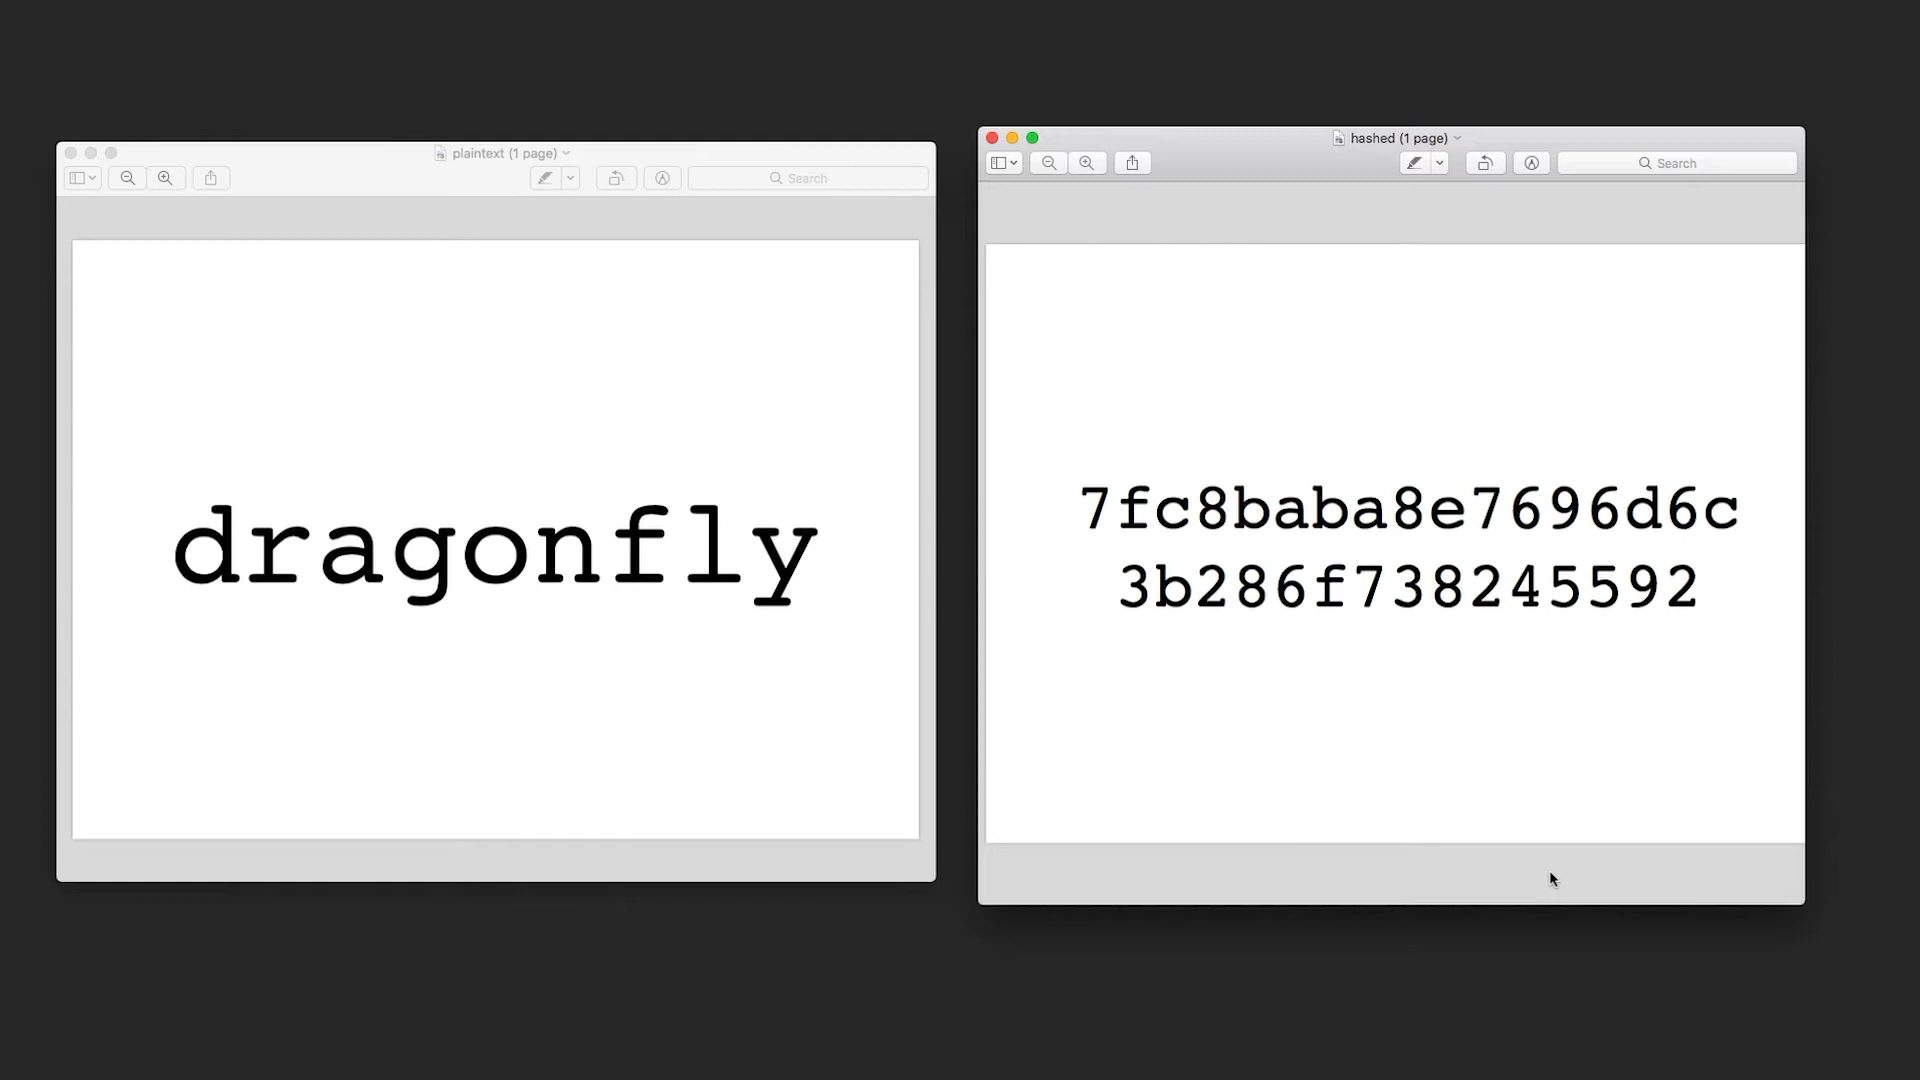 plaintext (1 page)
Search
dragonfly
hashed (1 page)
Search
7fc8baba8e7696d6c
3b286f738245592